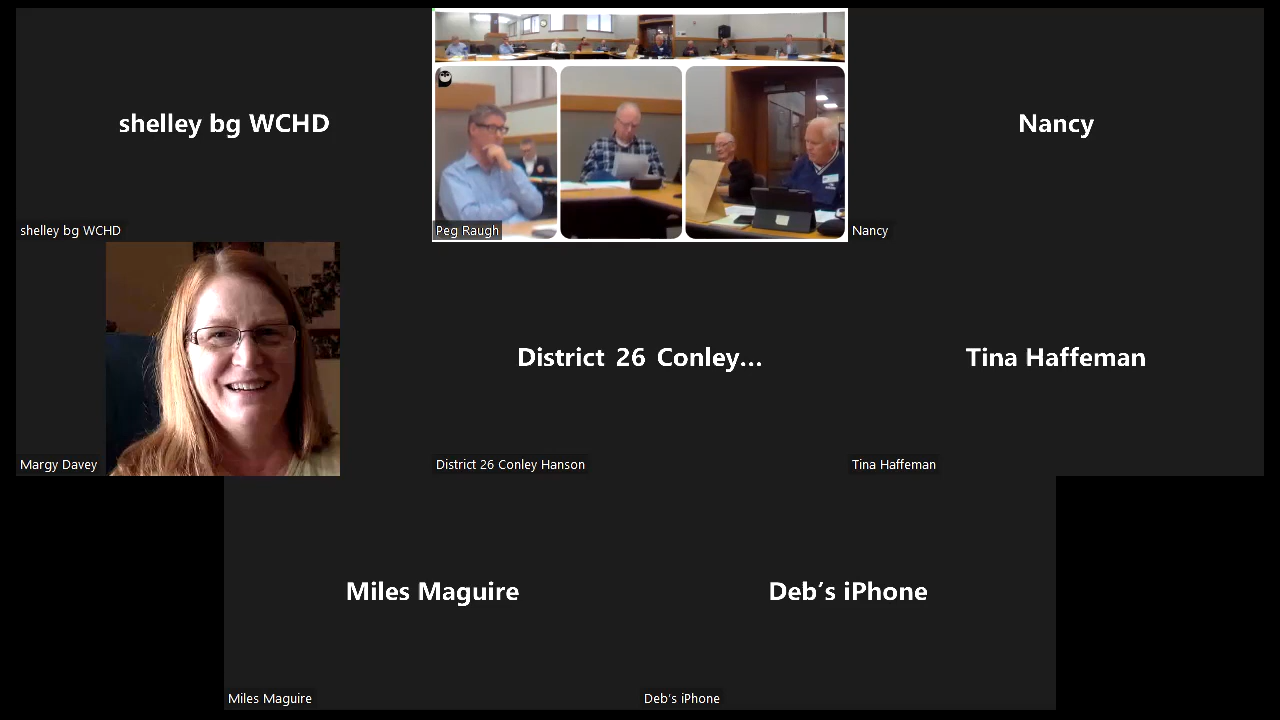 shelley bg WCHD
shelley bg WCHD
Peg Raugh
Nancy
Nancy
Margy Davey
District 26 Conley…
District 26 Conley Hanson
Tina Haffeman
Tina Haffeman
Miles Maguire
Miles Maguire
Deb’s iPhone
Deb's iPhone